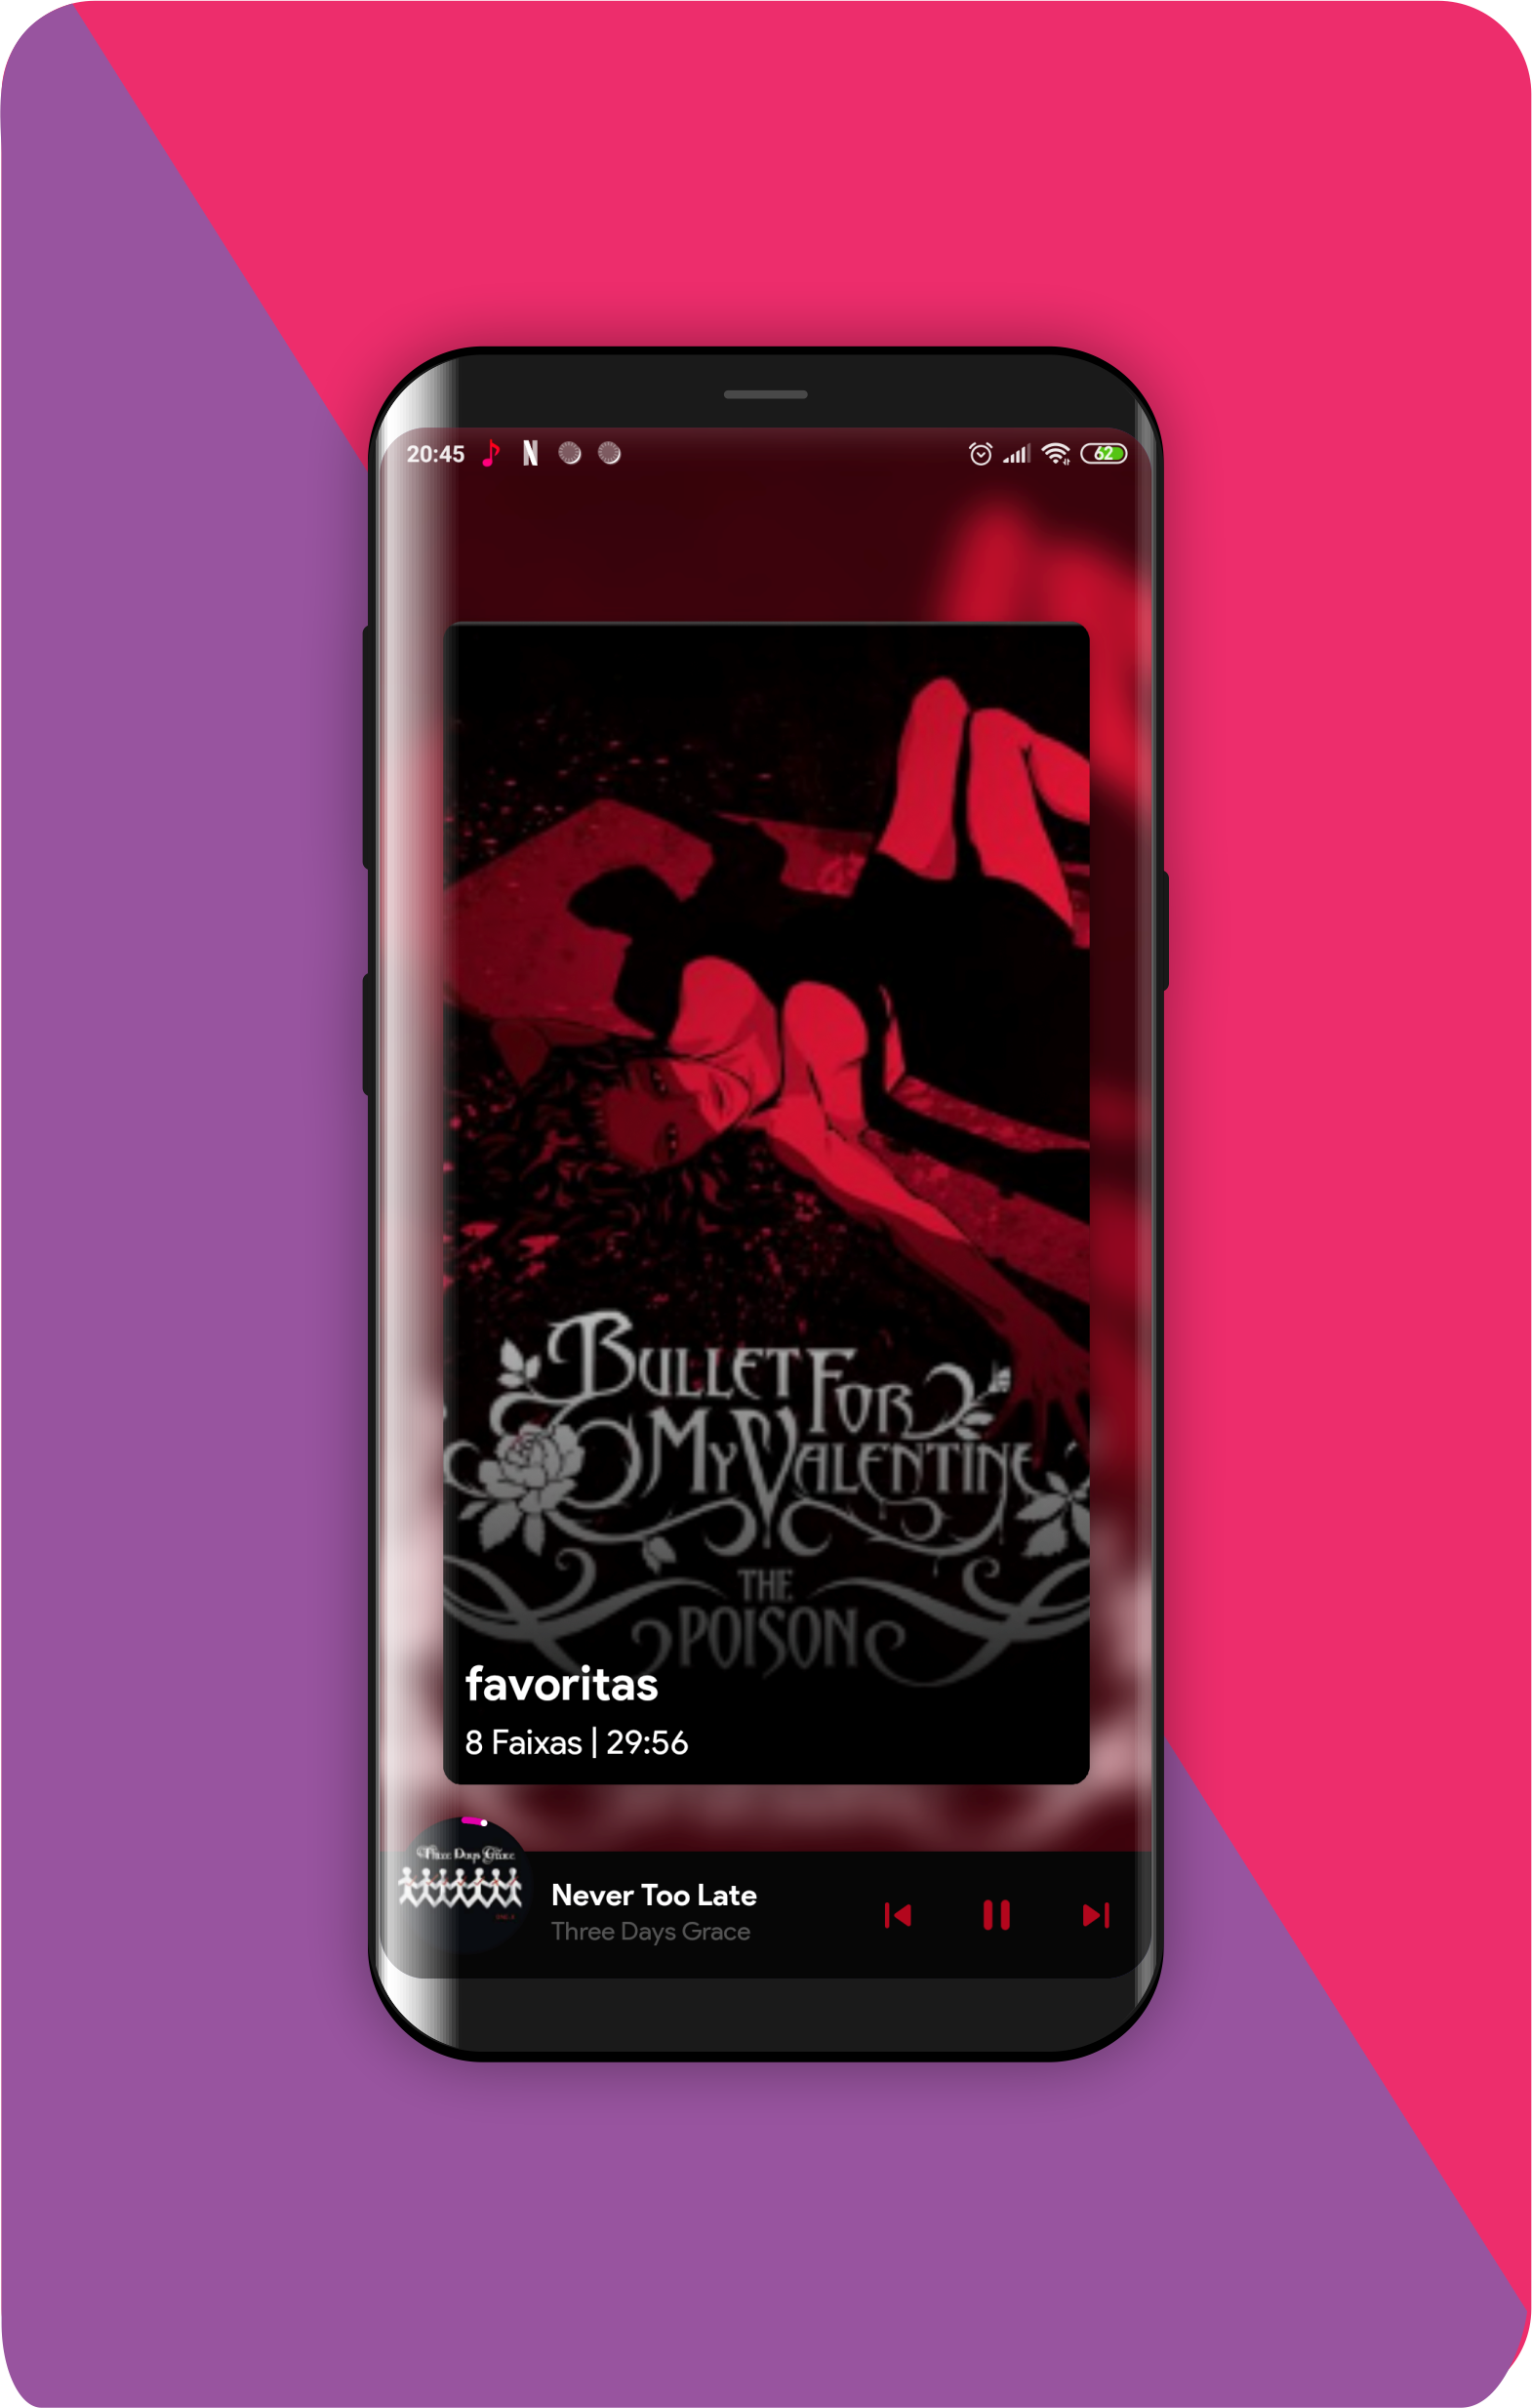 20:45 N 62
BULLET FOR
MY VALENTINE
THE
POISON
favoritas
8 Faixas | 29:56
Three Days Grace
Never Too Late
Three Days Grace